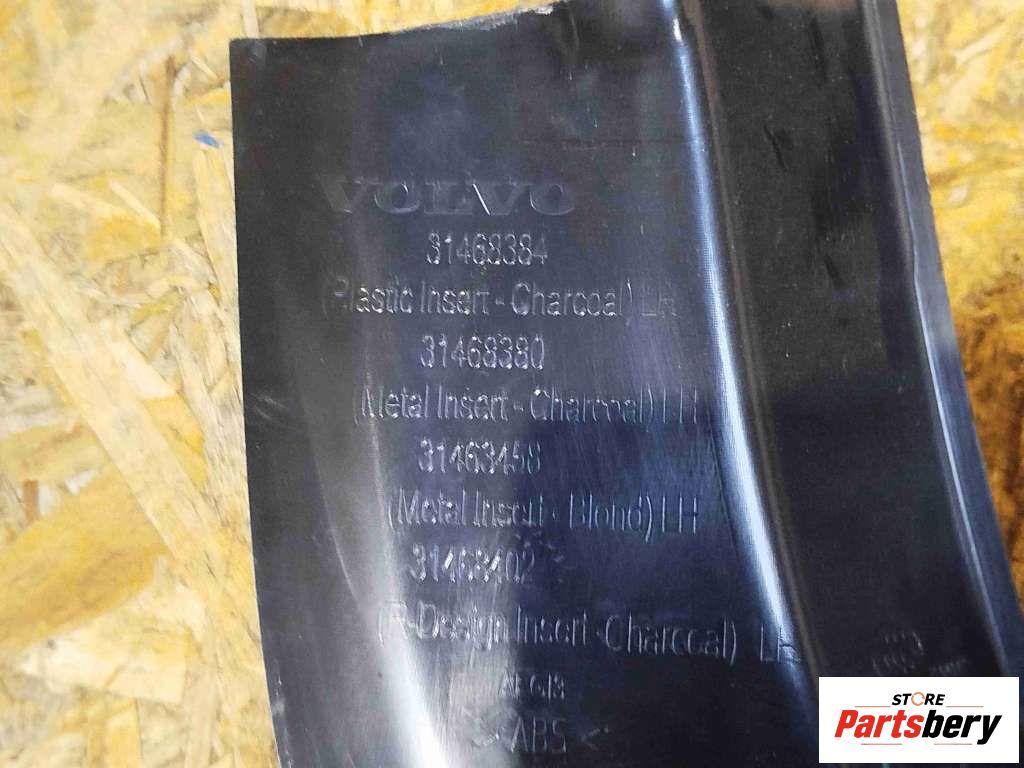 VOLVO
31468384
(Plastic Insert - Charcoal) LH
31468380
(Metal Insert - Charcoal) LH
31463458
(Metal Insert - Blond) LH
31468402
(R-Design Insert - Charcoal) LH
>ABS<
STORE
Partsbery